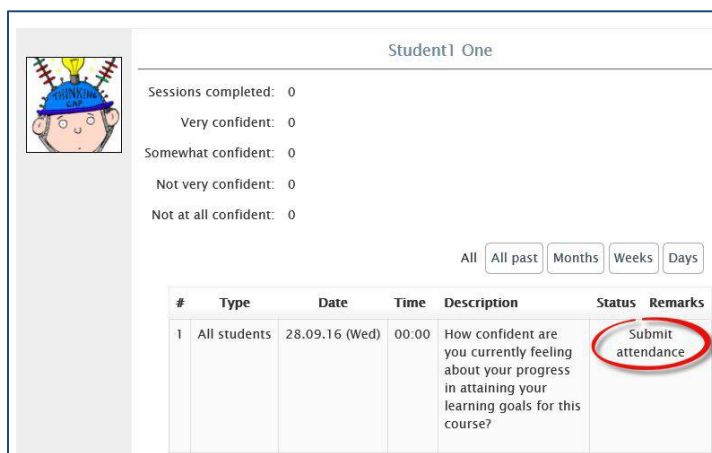 Student1 One
THINKING
CAP
Sessions completed: 0
Very confident: 0
Somewhat confident: 0
Not very confident: 0
Not at all confident: 0
All All past Months Weeks Days
# Type Date Time Description Status Remarks
1 All students 28.09.16 (Wed) 00:00 How confident are Submit
you currently feeling attendance
about your progress
in attaining your
learning goals for this
course?